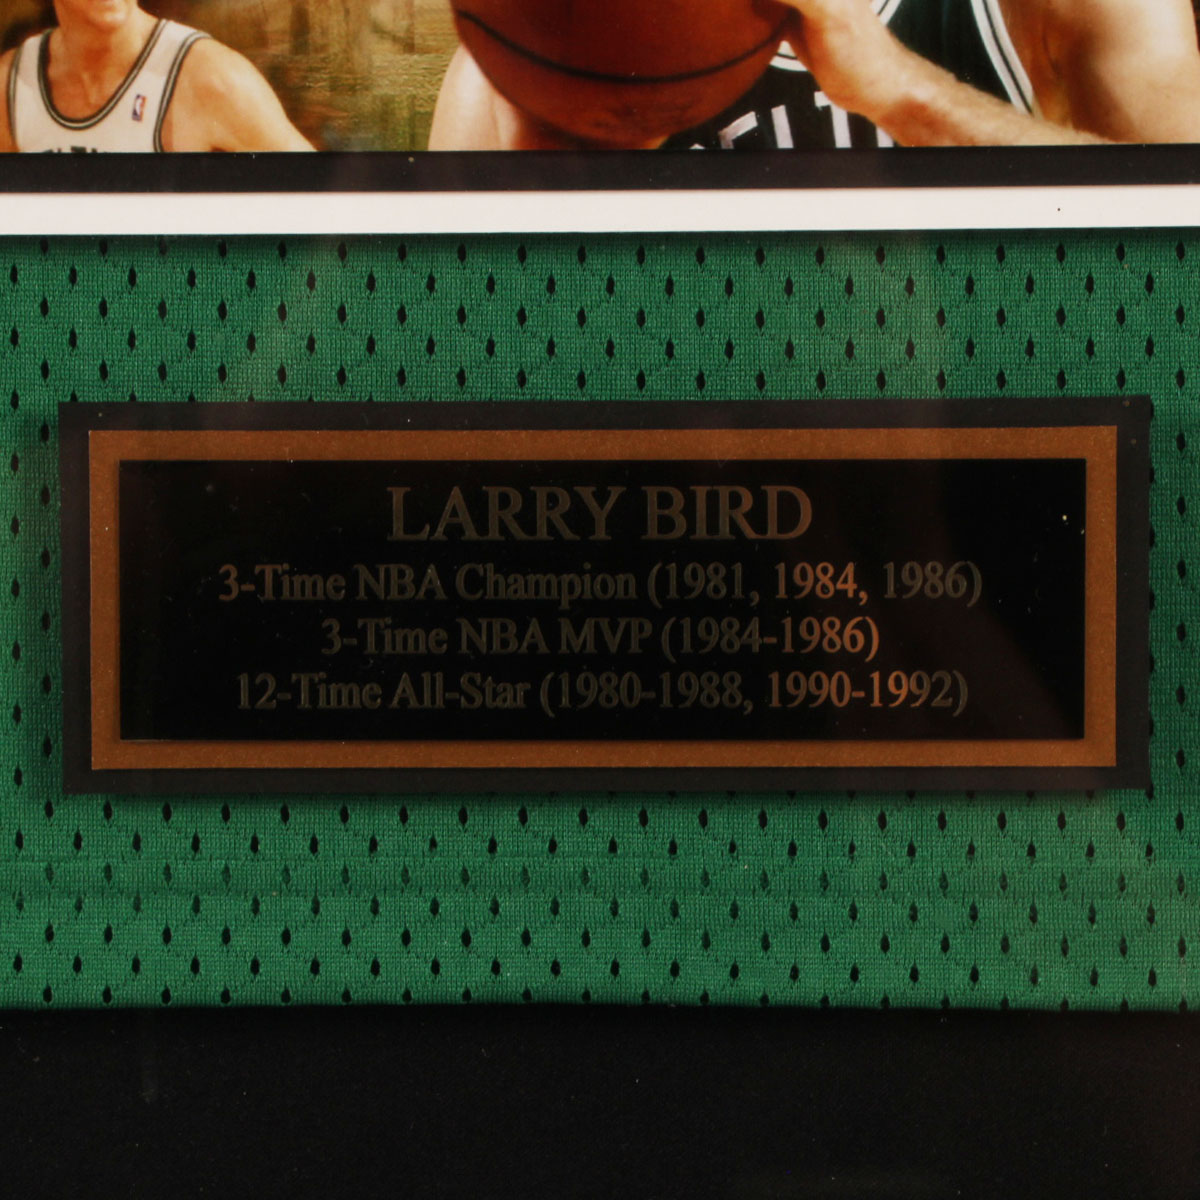 LARRY BIRD
3-Time NBA Champion (1981, 1984, 1986)
3-Time NBA MVP (1984-1986)
12-Time All-Star (1980-1988, 1990-1992)